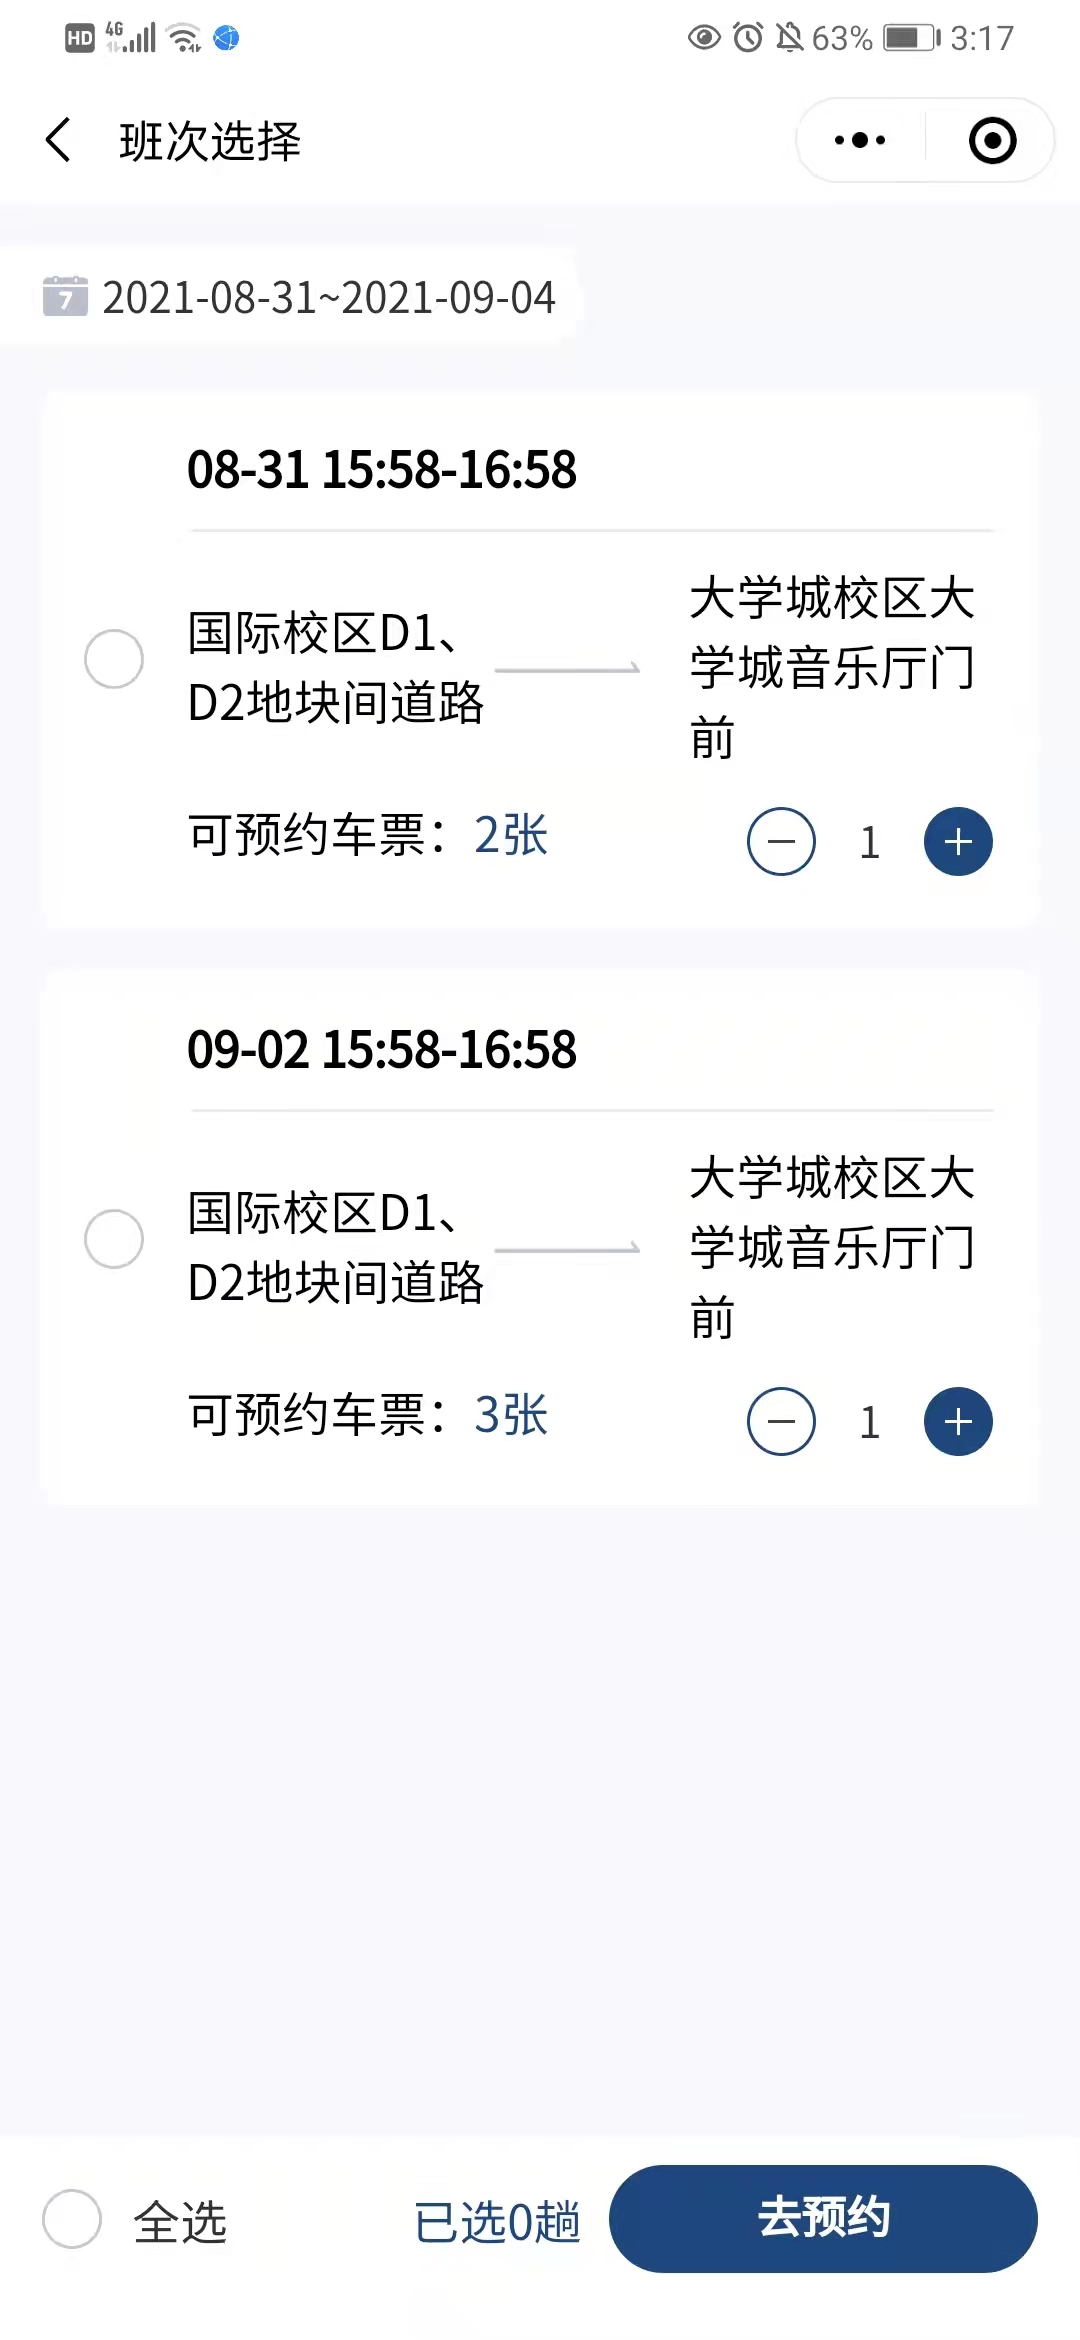 HD 4G 63% 3:17
班次选择
7 2021-08-31~2021-09-04
08-31 15:58-16:58
国际校区D1、
D2地块间道路
大学城校区大
学城音乐厅门
前
可预约车票：2张
1
09-02 15:58-16:58
国际校区D1、
D2地块间道路
大学城校区大
学城音乐厅门
前
可预约车票：3张
1
全选 已选0趟 去预约